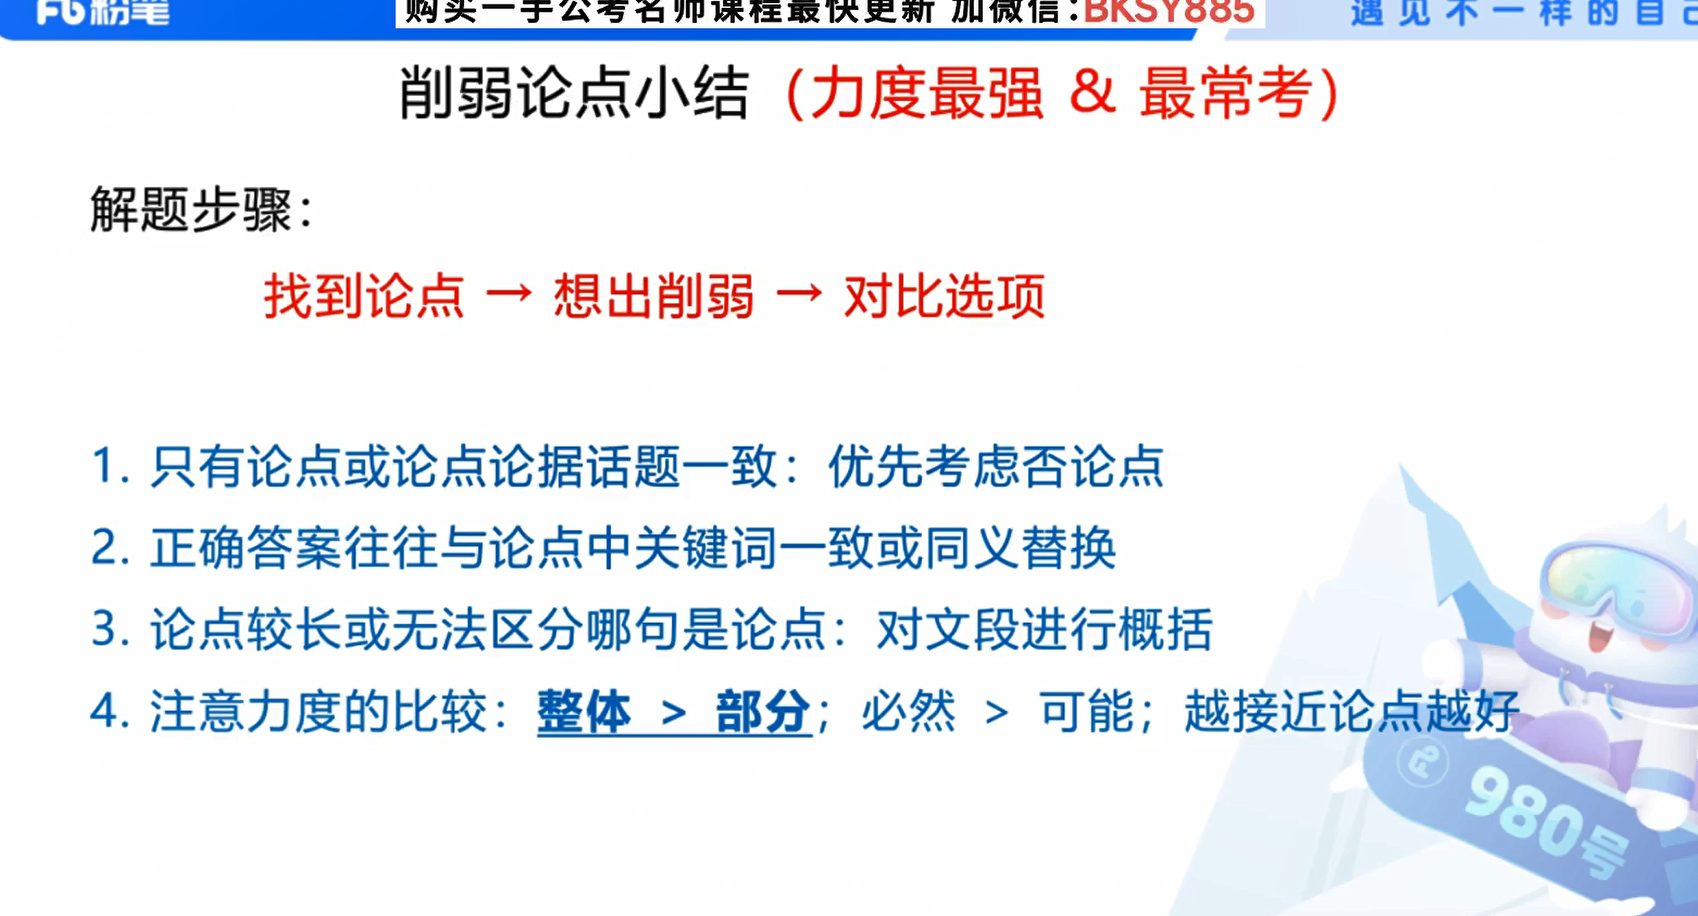 粉笔
购买一手公考名师课程最快更新 加微信:BKSY885
遇见不一样的自己
削弱论点小结（力度最强 & 最常考）
解题步骤：
找到论点 → 想出削弱 → 对比选项
1. 只有论点或论点论据话题一致：优先考虑否论点
2. 正确答案往往与论点中关键词一致或同义替换
3. 论点较长或无法区分哪句是论点：对文段进行概括
4. 注意力度的比较：整体 > 部分；必然 > 可能；越接近论点越好
980号